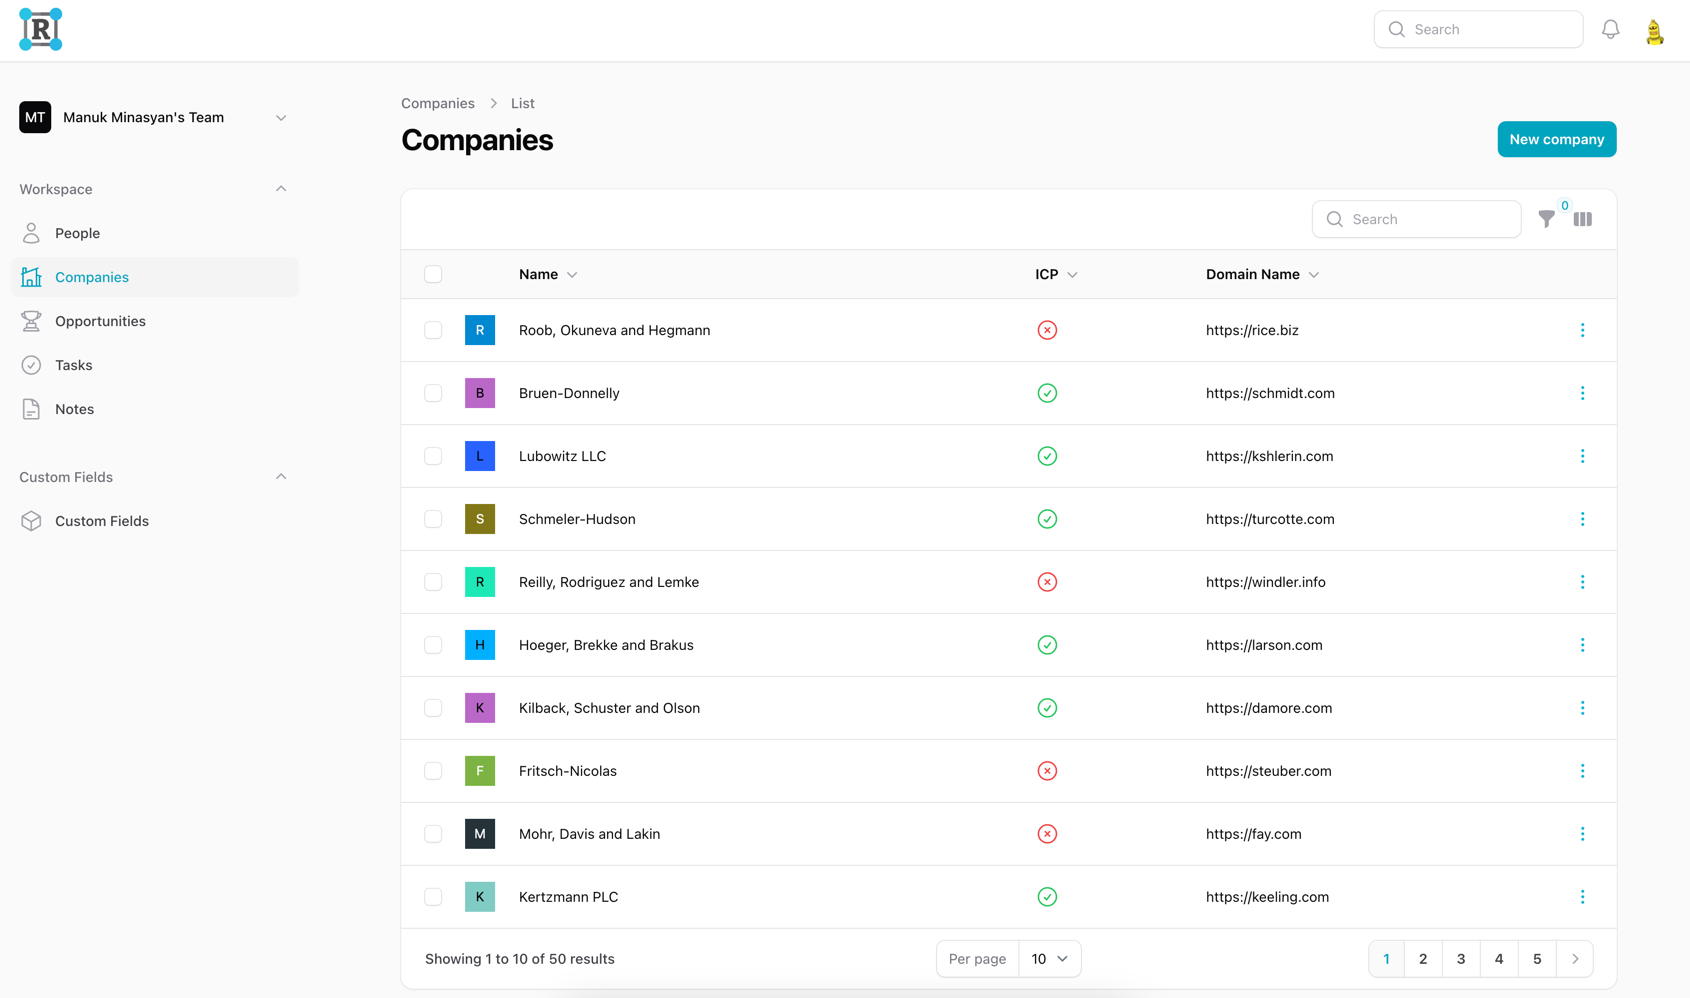 R
Search
MT Manuk Minasyan's Team
Workspace
People
Companies
Opportunities
Tasks
Notes
Custom Fields
Custom Fields
Companies List
Companies
New company
Search 0
Name ICP Domain Name
R Roob, Okuneva and Hegmann https://rice.biz
B Bruen-Donnelly https://schmidt.com
L Lubowitz LLC https://kshlerin.com
S Schmeler-Hudson https://turcotte.com
R Reilly, Rodriguez and Lemke https://windler.info
H Hoeger, Brekke and Brakus https://larson.com
K Kilback, Schuster and Olson https://damore.com
F Fritsch-Nicolas https://steuber.com
M Mohr, Davis and Lakin https://fay.com
K Kertzmann PLC https://keeling.com
Showing 1 to 10 of 50 results Per page 10 1 2 3 4 5